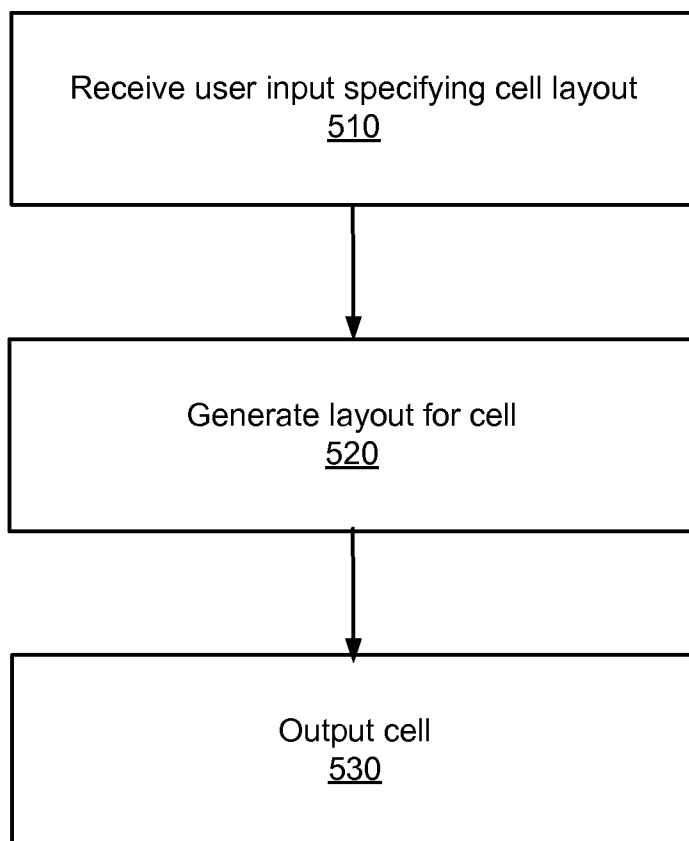 Receive user input specifying cell layout
510
Generate layout for cell
520
Output cell
530